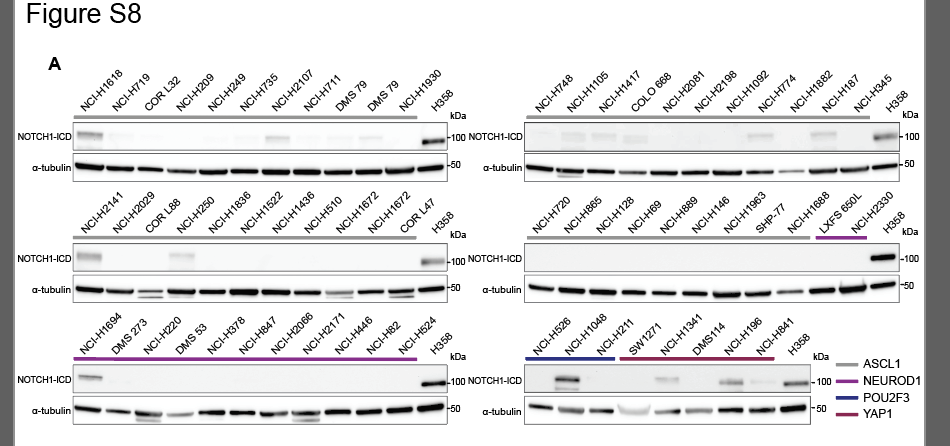 Figure S8
A
NCI-H1618 NCI-H719 COR L32 NCI-H209 NCI-H249 NCI-H735 NCI-H2107 NCI-H711 DMS 79 DMS 79 NCI-H1930 H358
kDa
NOTCH1-ICD 100
α-tubulin 50
NCI-H748 NCI-H1105 NCI-H1417 COLO 668 NCI-H2081 NCI-H2198 NCI-H1092 NCI-H774 NCI-H1882 NCI-H187 NCI-H345 H358
kDa
NOTCH1-ICD 100
α-tubulin 50
NCI-H2141 NCI-H2029 COR L88 NCI-H250 NCI-H1836 NCI-H1522 NCI-H1436 NCI-H510 NCI-H1672 NCI-H1672 COR L47 H358
kDa
NOTCH1-ICD 100
α-tubulin 50
NCI-H720 NCI-H865 NCI-H128 NCI-H69 NCI-H889 NCI-H146 NCI-H1963 SHP-77 NCI-H1688 LXFS 650L NCI-H2330 H358
kDa
NOTCH1-ICD 100
α-tubulin 50
NCI-H1694 DMS 273 NCI-H220 DMS 53 NCI-H378 NCI-H847 NCI-H2066 NCI-H2171 NCI-H446 NCI-H82 NCI-H524 H358
kDa
NOTCH1-ICD 100
α-tubulin 50
NCI-H526 NCI-H1048 NCI-H211 SW1271 NCI-H1341 DMS114 NCI-H196 NCI-H841 H358
kDa
NOTCH1-ICD 100
α-tubulin 50
ASCL1
NEUROD1
POU2F3
YAP1